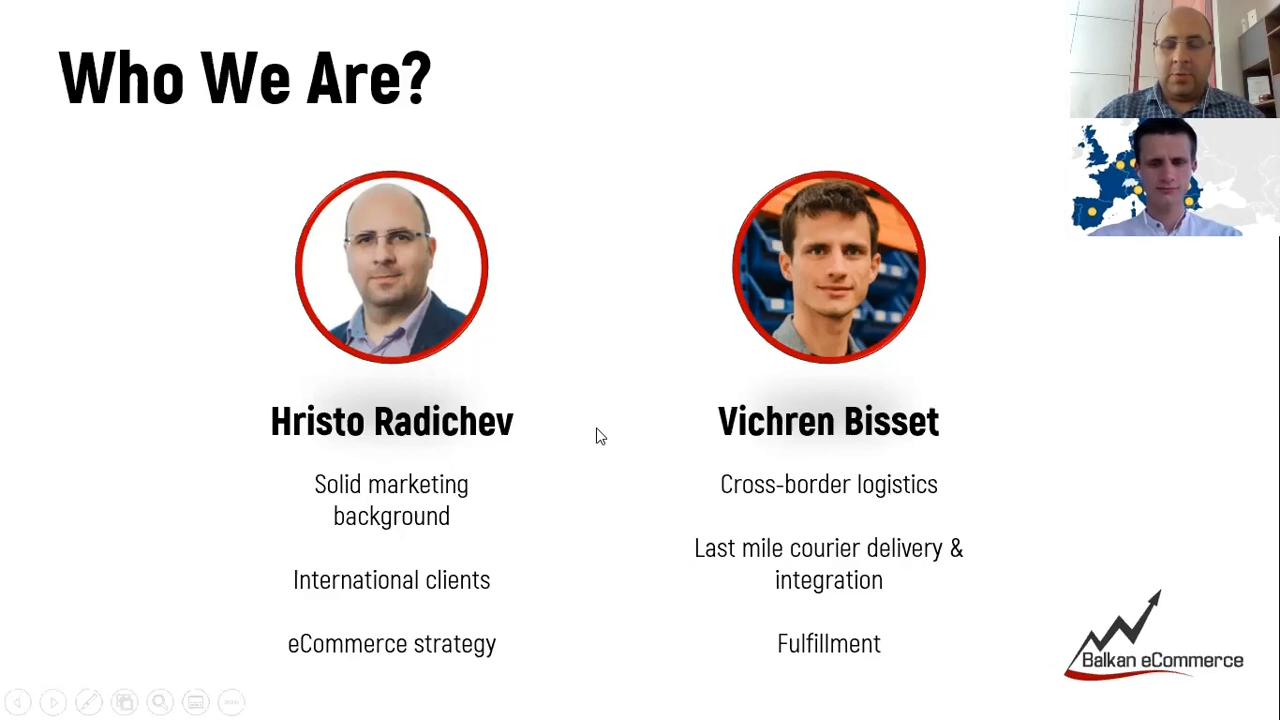 Who We Are?
Hristo Radichev
Solid marketing
background
International clients
eCommerce strategy
Vichren Bisset
Cross-border logistics
Last mile courier delivery &
integration
Fulfillment
Balkan eCommerce